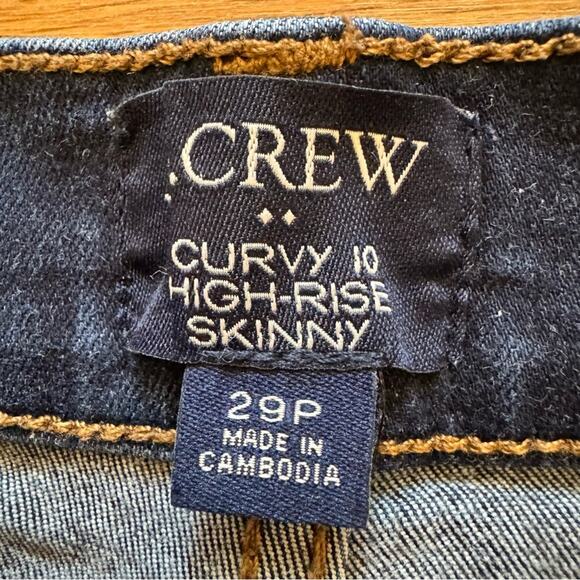 .CREW
CURVY 10
HIGH-RISE
SKINNY
29P
MADE IN
CAMBODIA